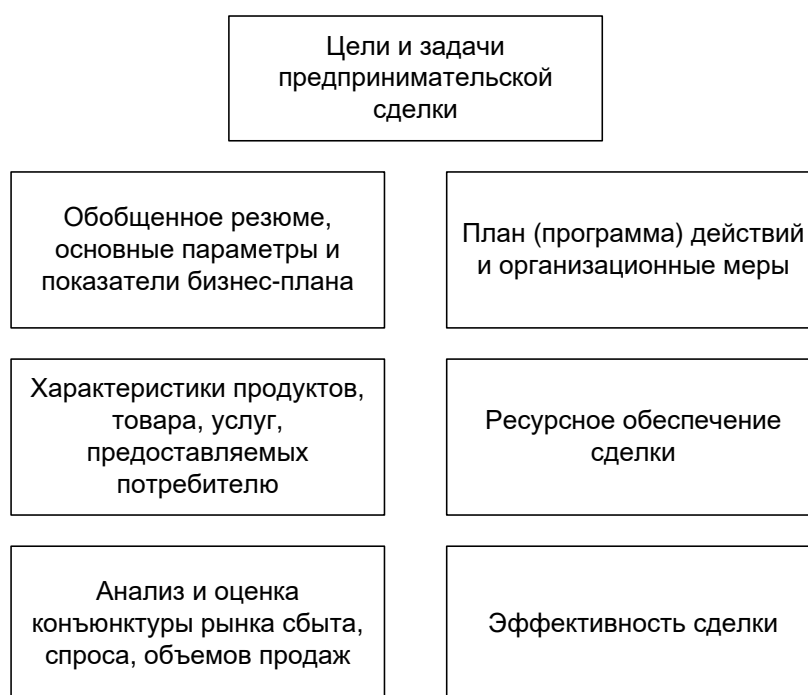 Цели и задачи
предпринимательской
сделки
Обобщенное резюме,
основные параметры и
показатели бизнес-плана
План (программа) действий
и организационные меры
Характеристики продуктов,
товара, услуг,
предоставляемых
потребителю
Ресурсное обеспечение
сделки
Анализ и оценка
конъюнктуры рынка сбыта,
спроса, объемов продаж
Эффективность сделки